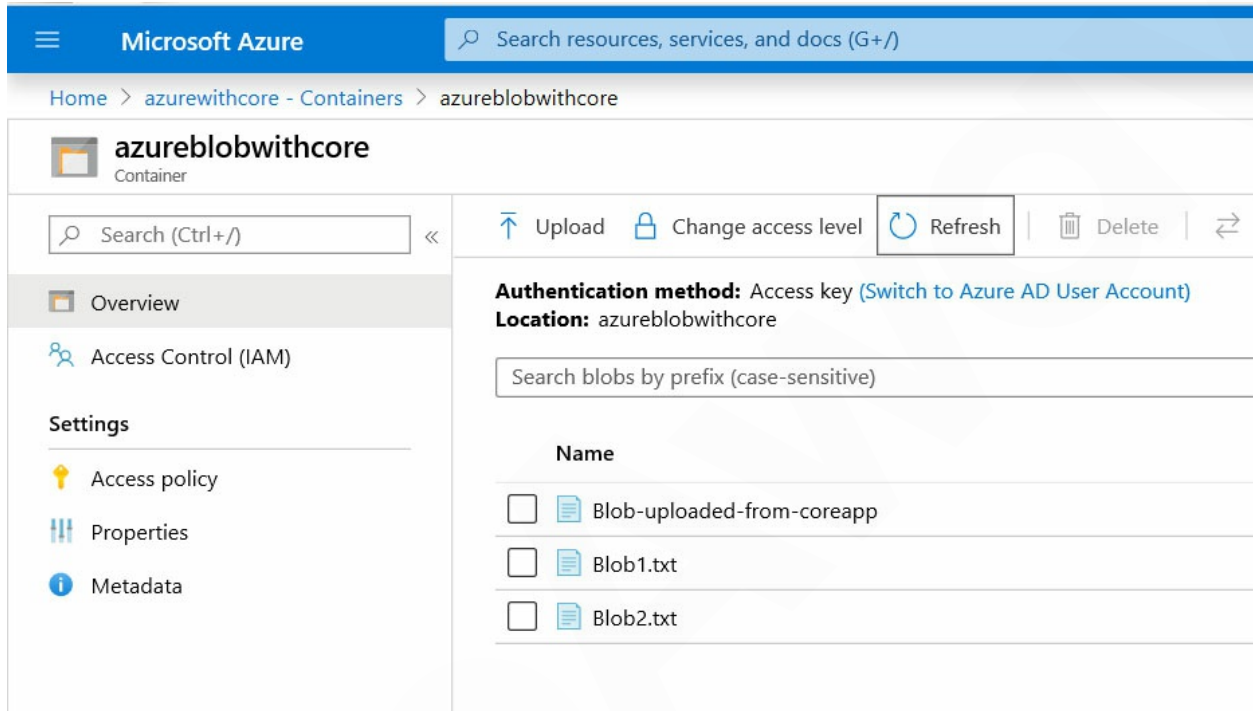 Microsoft Azure
Search resources, services, and docs (G+/)
Home > azurewithcore - Containers > azureblobwithcore
azureblobwithcore
Container
Search (Ctrl+/)
«
Overview
Access Control (IAM)
Settings
Access policy
Properties
Metadata
Upload
Change access level
Refresh
Delete
Authentication method: Access key (Switch to Azure AD User Account)
Location: azureblobwithcore
Search blobs by prefix (case-sensitive)
Name
Blob-uploaded-from-coreapp
Blob1.txt
Blob2.txt